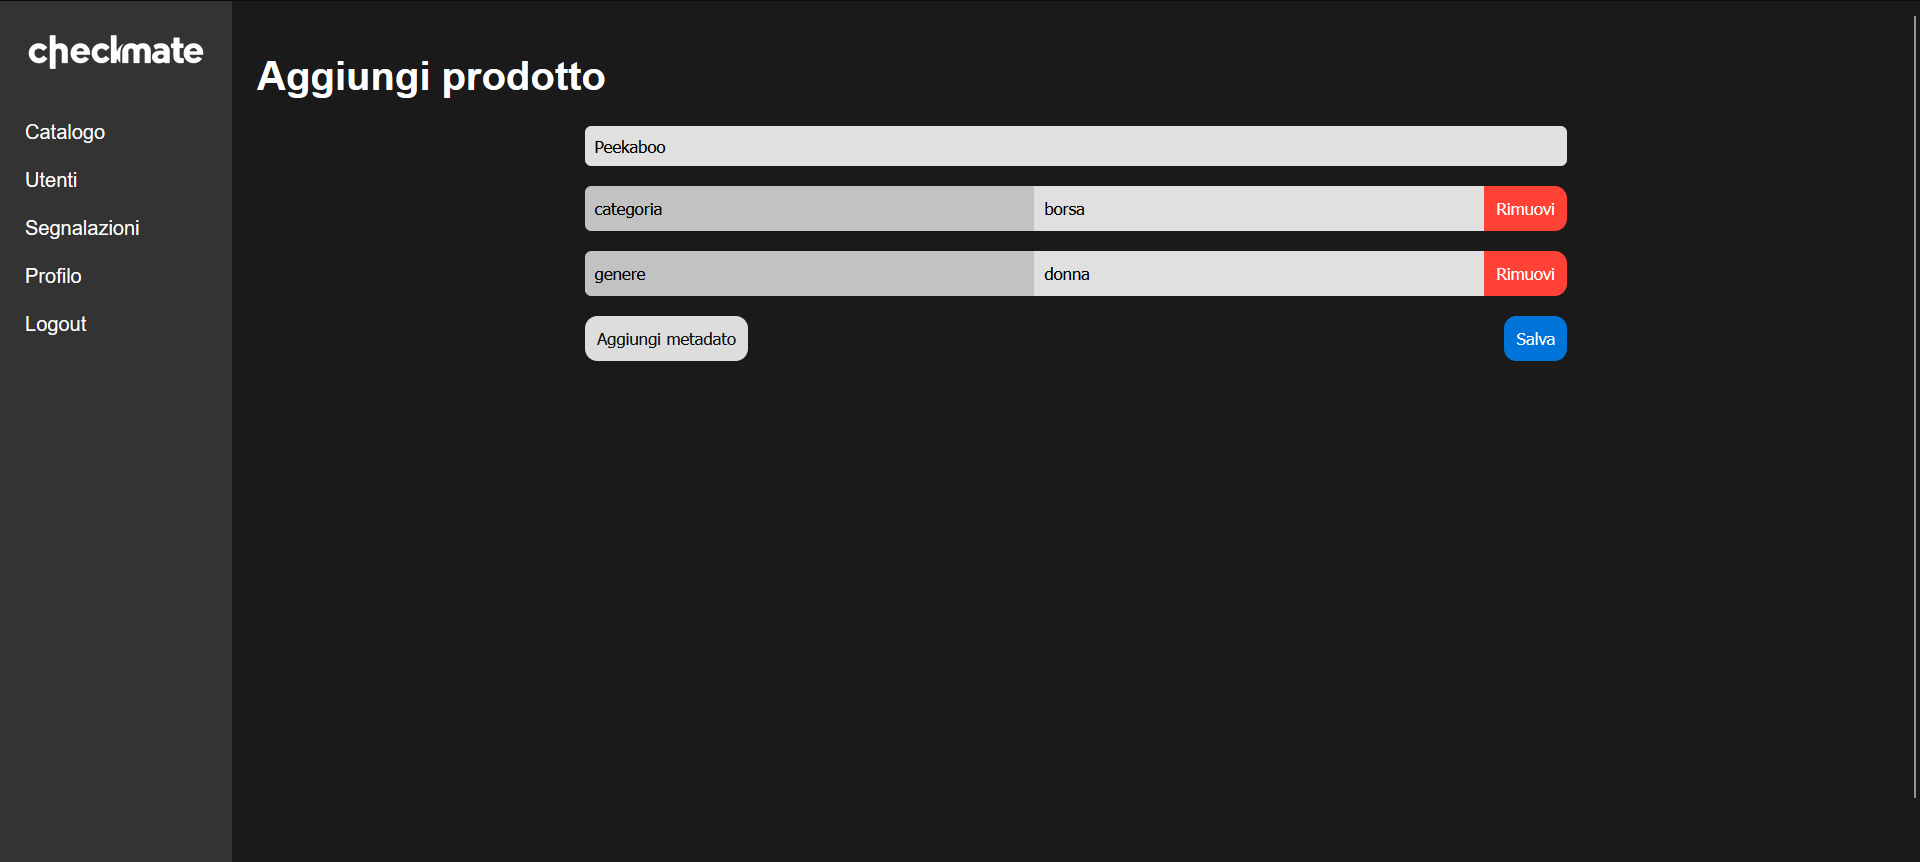 checkmate
Catalogo
Utenti
Segnalazioni
Profilo
Logout
Aggiungi prodotto
Peekaboo
categoria borsa Rimuovi
genere donna Rimuovi
Aggiungi metadato Salva